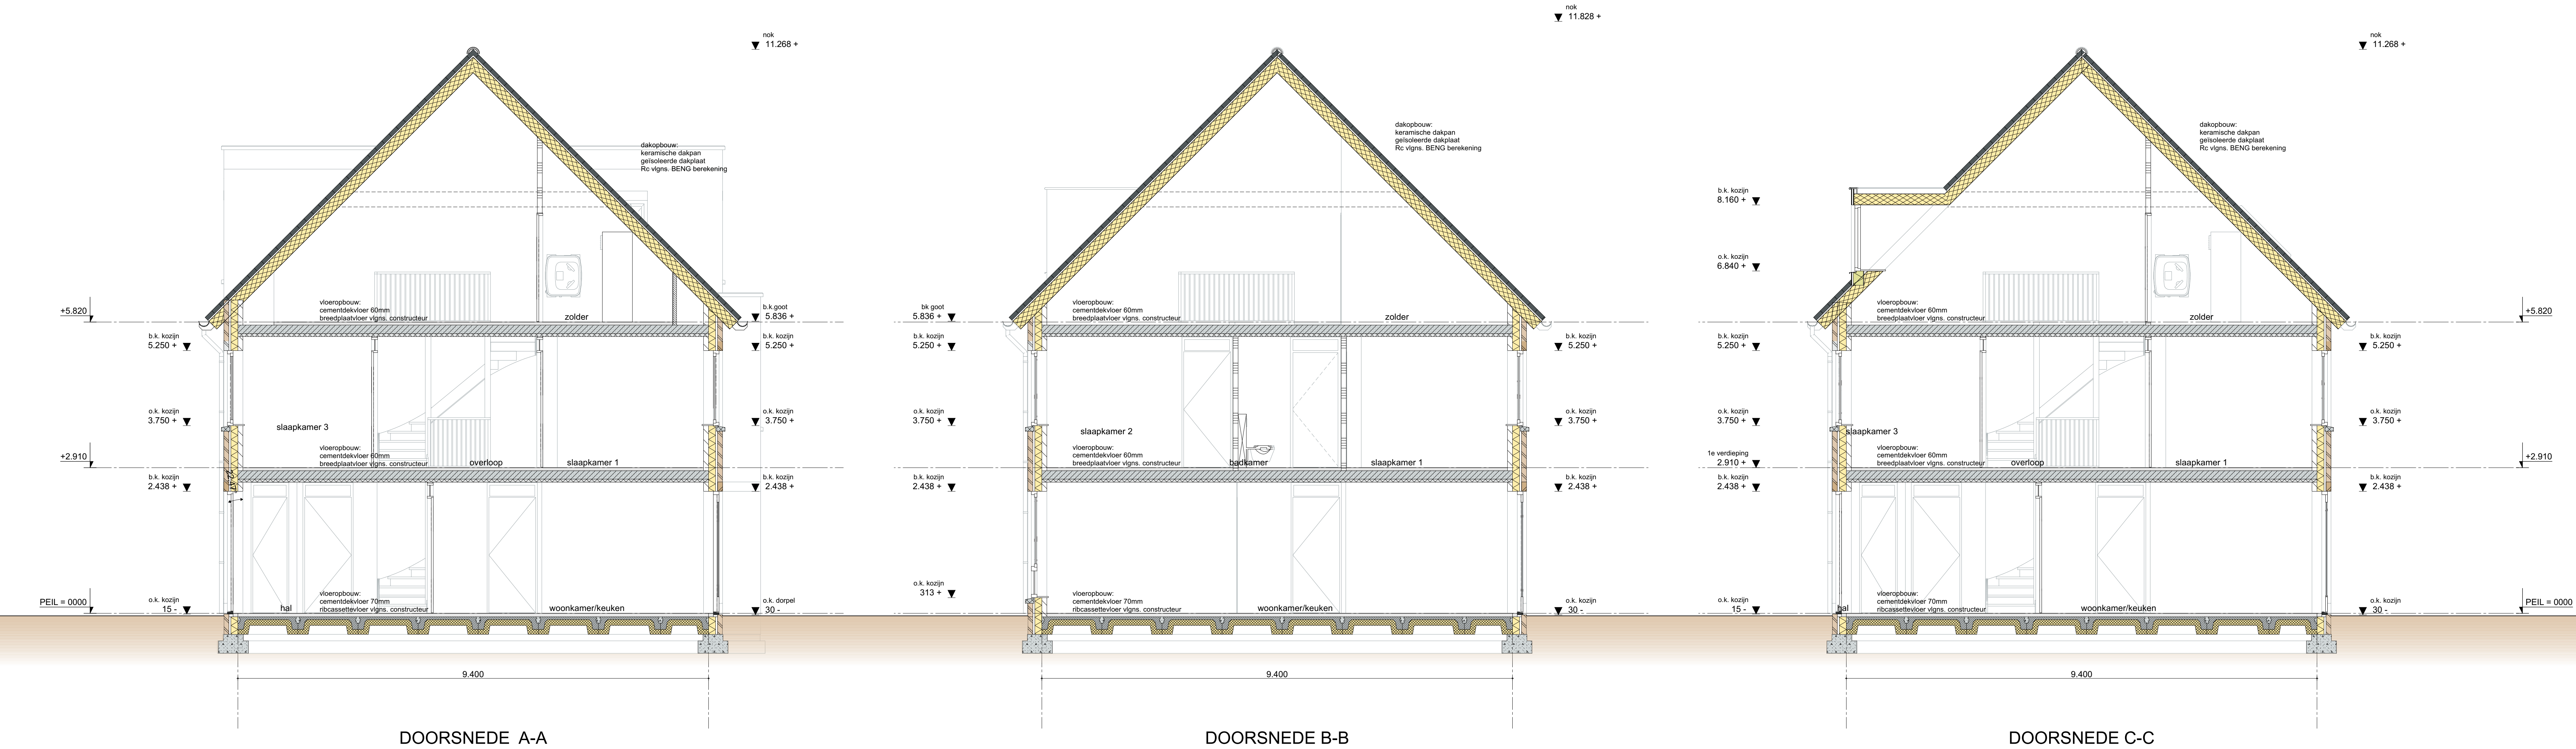 nok
11.268 +
dakopbouw:
keramische dakpan
geïsoleerde dakplaat
Rc vlgns. BENG berekening
+5.820
vloeropbouw:
cementdekvloer 60mm
breedplaatvloer vlgns. constructeur
zolder
b.k.goot
5.836 +
b.k. kozijn
5.250 +
b.k. kozijn
5.250 +
o.k. kozijn
3.750 +
o.k. kozijn
3.750 +
slaapkamer 3
+2.910
vloeropbouw:
cementdekvloer 60mm
breedplaatvloer vlgns. constructeur
overloop
slaapkamer 1
b.k. kozijn
2.438 +
b.k. kozijn
2.438 +
PEIL = 0000
o.k. kozijn
15 -
hal
vloeropbouw:
cementdekvloer 70mm
ribcassettevloer vlgns. constructeur
woonkamer/keuken
o.k. dorpel
30 -
9.400
DOORSNEDE A-A
nok
11.828 +
dakopbouw:
keramische dakpan
geïsoleerde dakplaat
Rc vlgns. BENG berekening
bk goot
5.836 +
vloeropbouw:
cementdekvloer 60mm
breedplaatvloer vlgns. constructeur
zolder
b.k. kozijn
5.250 +
b.k. kozijn
5.250 +
o.k. kozijn
3.750 +
o.k. kozijn
3.750 +
slaapkamer 2
vloeropbouw:
cementdekvloer 60mm
breedplaatvloer vlgns. constructeur
badkamer
slaapkamer 1
b.k. kozijn
2.438 +
b.k. kozijn
2.438 +
o.k. kozijn
313 +
vloeropbouw:
cementdekvloer 70mm
ribcassettevloer vlgns. constructeur
woonkamer/keuken
o.k. kozijn
30 -
9.400
DOORSNEDE B-B
nok
11.268 +
dakopbouw:
keramische dakpan
geïsoleerde dakplaat
Rc vlgns. BENG berekening
b.k. kozijn
8.160 +
o.k. kozijn
6.840 +
vloeropbouw:
cementdekvloer 60mm
breedplaatvloer vlgns. constructeur
zolder
+5.820
b.k. kozijn
5.250 +
b.k. kozijn
5.250 +
o.k. kozijn
3.750 +
o.k. kozijn
3.750 +
slaapkamer 3
1e verdieping
2.910 +
vloeropbouw:
cementdekvloer 60mm
breedplaatvloer vlgns. constructeur
overloop
slaapkamer 1
+2.910
b.k. kozijn
2.438 +
b.k. kozijn
2.438 +
o.k. kozijn
15 -
hal
vloeropbouw:
cementdekvloer 70mm
ribcassettevloer vlgns. constructeur
woonkamer/keuken
o.k. kozijn
30 -
PEIL = 0000
9.400
DOORSNEDE C-C